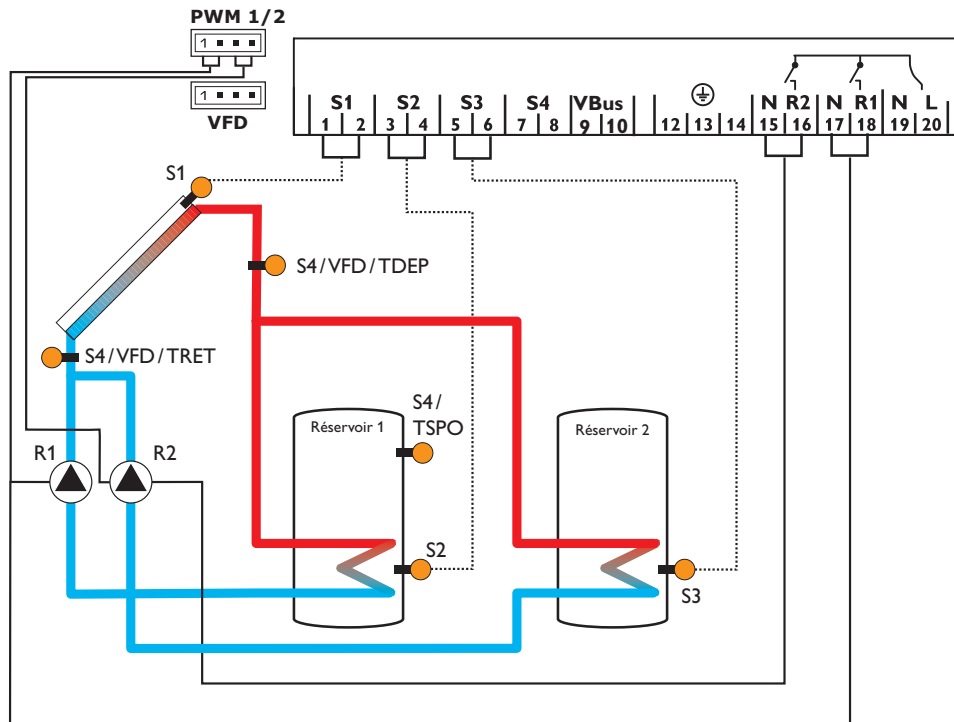 PWM 1/2
1
1
VFD
S1 S2 S3 S4 VBus N R2 N R1 N L
1 2 3 4 5 6 7 8 9 10 12 13 14 15 16 17 18 19 20
S1
S4/VFD/TDEP
S4/VFD/TRET
S4/
TSPO
Réservoir 1
Réservoir 2
R1
R2
S2
S3